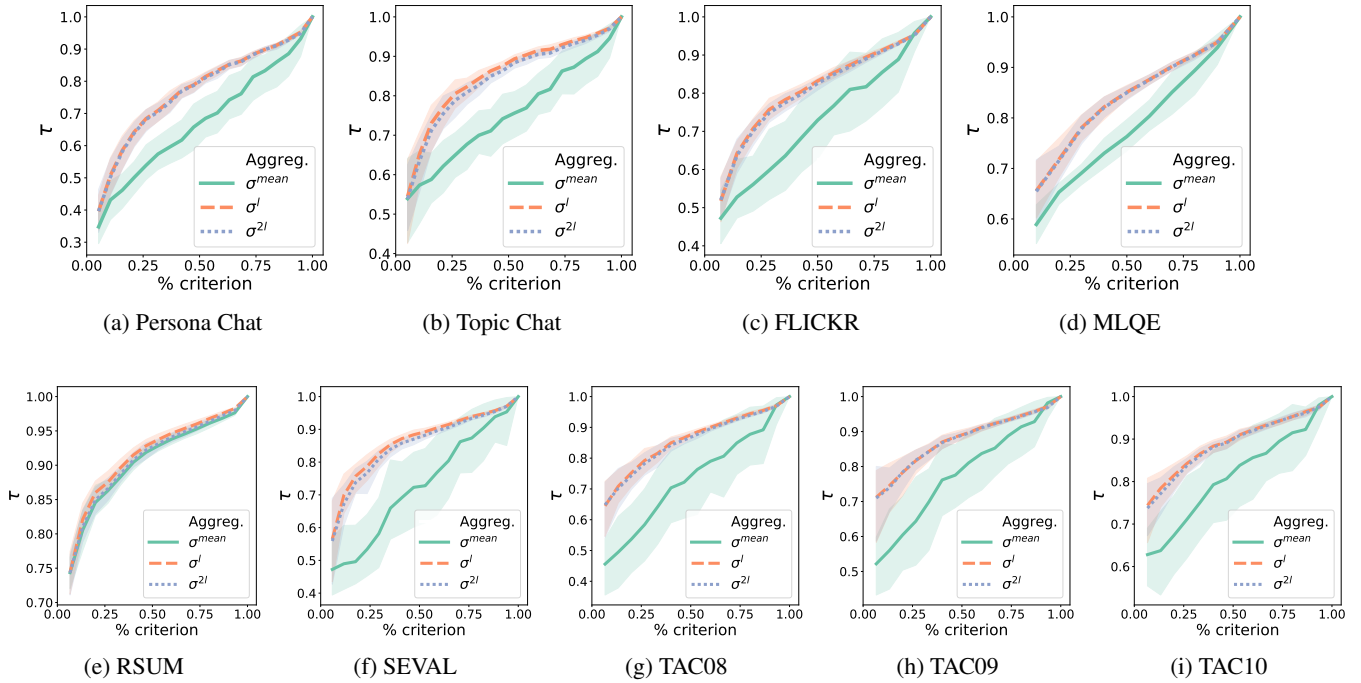 1.0
0.9
0.8
0.7
0.6
0.5
0.4
0.3
τ
0.00 0.25 0.50 0.75 1.00
% criterion
Aggreg.
σ^mean
σ^l
σ^2l
(a) Persona Chat
1.0
0.9
0.8
0.7
0.6
0.5
0.4
τ
0.00 0.25 0.50 0.75 1.00
% criterion
Aggreg.
σ^mean
σ^l
σ^2l
(b) Topic Chat
1.0
0.9
0.8
0.7
0.6
0.5
0.4
τ
0.00 0.25 0.50 0.75 1.00
% criterion
Aggreg.
σ^mean
σ^l
σ^2l
(c) FLICKR
1.0
0.9
0.8
0.7
0.6
τ
0.00 0.25 0.50 0.75 1.00
% criterion
Aggreg.
σ^mean
σ^l
σ^2l
(d) MLQE
1.00
0.95
0.90
0.85
0.80
0.75
0.70
τ
0.00 0.25 0.50 0.75 1.00
% criterion
Aggreg.
σ^mean
σ^l
σ^2l
(e) RSUM
1.0
0.9
0.8
0.7
0.6
0.5
0.4
τ
0.00 0.25 0.50 0.75 1.00
% criterion
Aggreg.
σ^mean
σ^l
σ^2l
(f) SEVAL
1.0
0.9
0.8
0.7
0.6
0.5
0.4
τ
0.00 0.25 0.50 0.75 1.00
% criterion
Aggreg.
σ^mean
σ^l
σ^2l
(g) TAC08
1.0
0.9
0.8
0.7
0.6
0.5
τ
0.00 0.25 0.50 0.75 1.00
% criterion
Aggreg.
σ^mean
σ^l
σ^2l
(h) TAC09
1.0
0.9
0.8
0.7
0.6
τ
0.00 0.25 0.50 0.75 1.00
% criterion
Aggreg.
σ^mean
σ^l
σ^2l
(i) TAC10